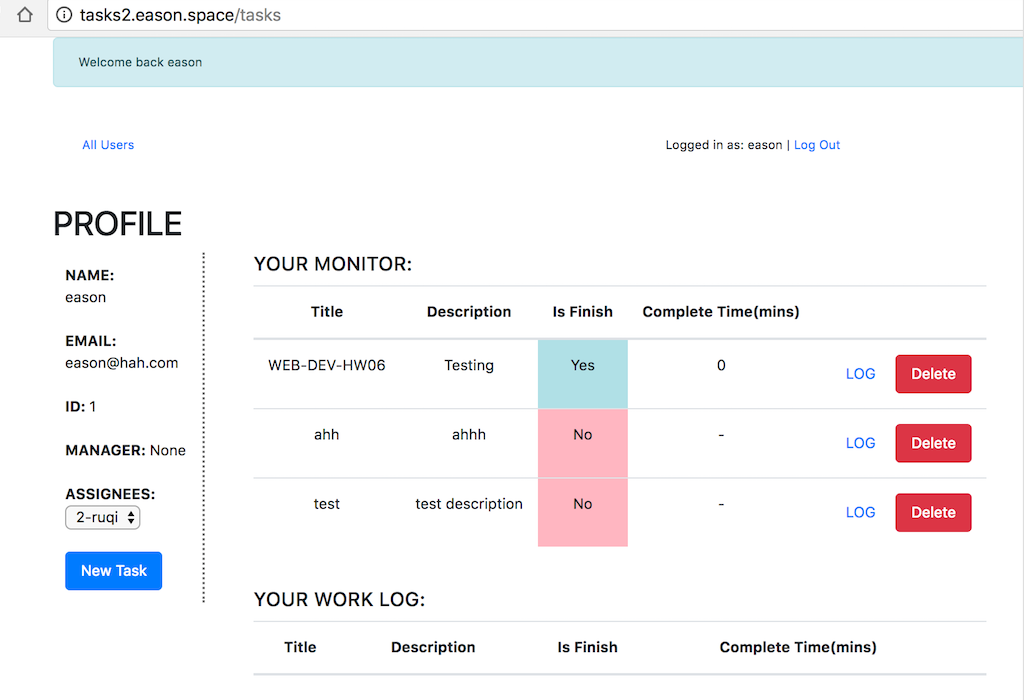 tasks2.eason.space/tasks
Welcome back eason
All Users
Logged in as: eason | Log Out
PROFILE
NAME:
eason
EMAIL:
eason@hah.com
ID: 1
MANAGER: None
ASSIGNEES:
2-ruqi
New Task
YOUR MONITOR:
Title Description Is Finish Complete Time(mins)
WEB-DEV-HW06 Testing Yes 0 LOG Delete
ahh ahhh No - LOG Delete
test test description No - LOG Delete
YOUR WORK LOG:
Title Description Is Finish Complete Time(mins)